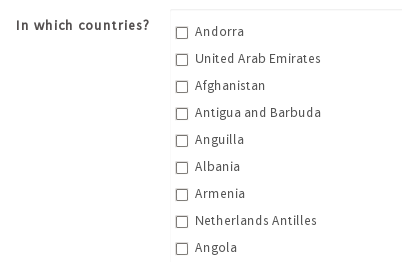 In which countries?
Andorra
United Arab Emirates
Afghanistan
Antigua and Barbuda
Anguilla
Albania
Armenia
Netherlands Antilles
Angola